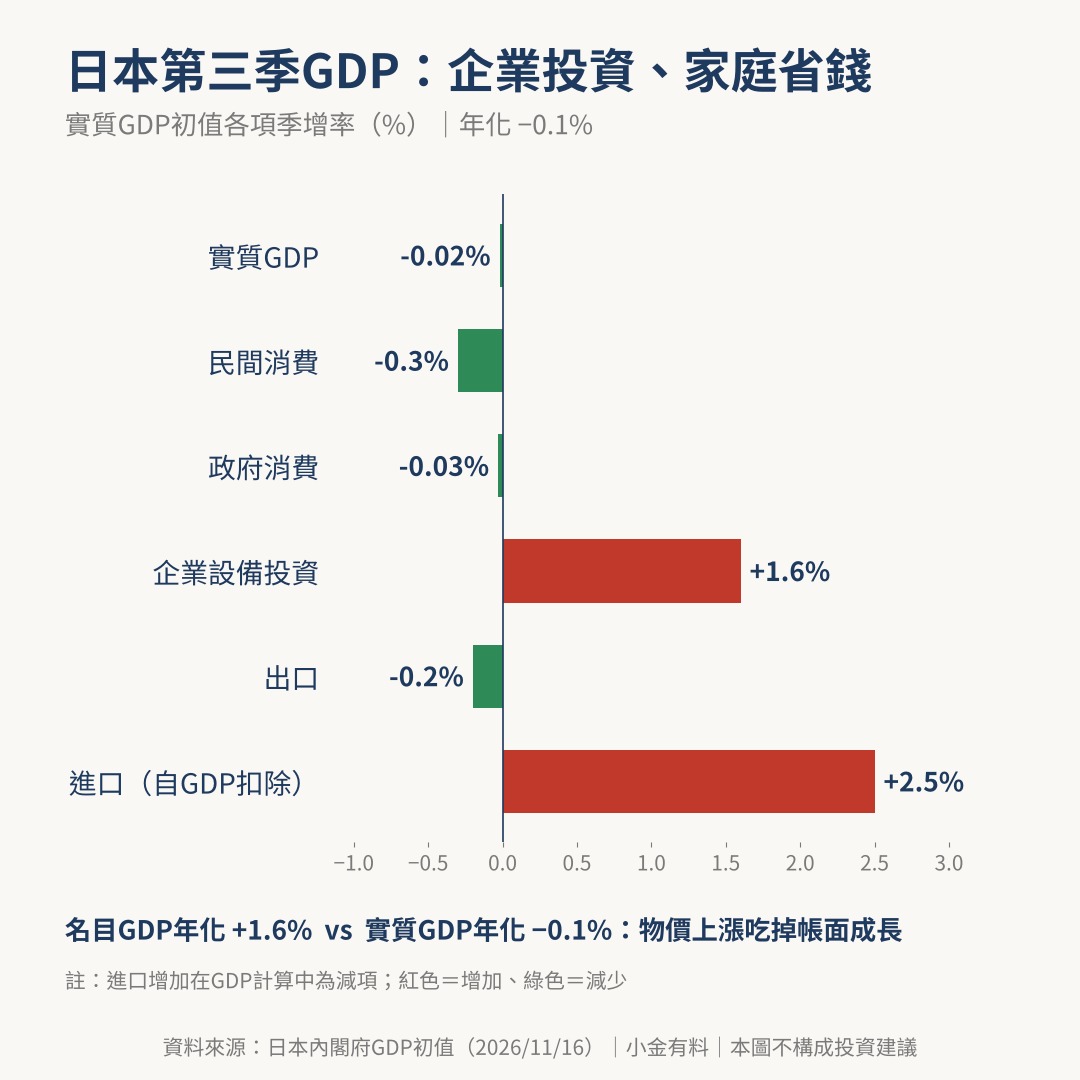 日本第三季GDP：企業投資、家庭省錢
實質GDP初值各項季增率（%）｜年化 −0.1%
實質GDP -0.02%
民間消費 -0.3%
政府消費 -0.03%
企業設備投資 +1.6%
出口 -0.2%
進口（自GDP扣除） +2.5%
−1.0 −0.5 0.0 0.5 1.0 1.5 2.0 2.5 3.0
名目GDP年化 +1.6% vs 實質GDP年化 −0.1%：物價上漲吃掉帳面成長
註：進口增加在GDP計算中為減項；紅色＝增加、綠色＝減少
資料來源：日本內閣府GDP初值（2026/11/16）｜小金有料｜本圖不構成投資建議